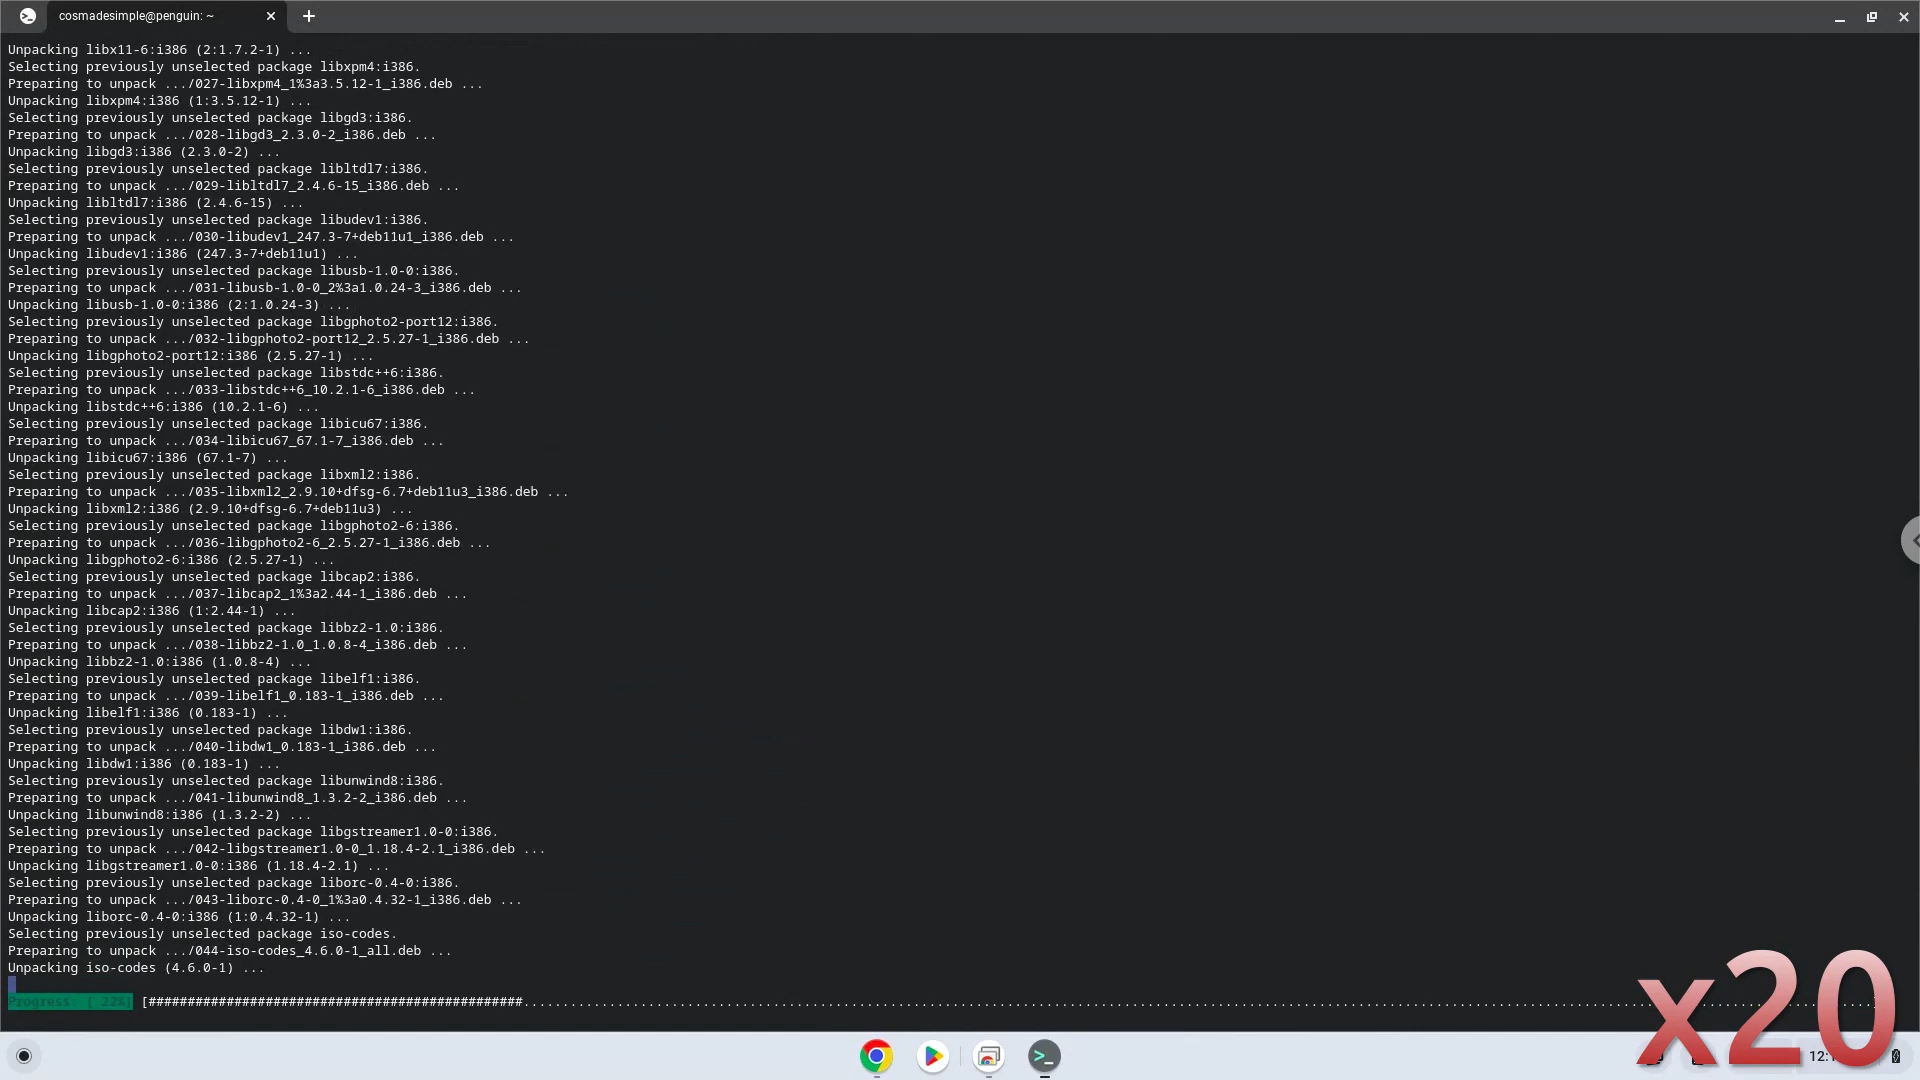 cosmadesimple@penguin: ~
Unpacking libx11-6:i386 (2:1.7.2-1) ...
Selecting previously unselected package libxpm4:i386.
Preparing to unpack .../027-libxpm4_1%3a3.5.12-1_i386.deb ...
Unpacking libxpm4:i386 (1:3.5.12-1) ...
Selecting previously unselected package libgd3:i386.
Preparing to unpack .../028-libgd3_2.3.0-2_i386.deb ...
Unpacking libgd3:i386 (2.3.0-2) ...
Selecting previously unselected package libltdl7:i386.
Preparing to unpack .../029-libltdl7_2.4.6-15_i386.deb ...
Unpacking libltdl7:i386 (2.4.6-15) ...
Selecting previously unselected package libudev1:i386.
Preparing to unpack .../030-libudev1_247.3-7+deb11u1_i386.deb ...
Unpacking libudev1:i386 (247.3-7+deb11u1) ...
Selecting previously unselected package libusb-1.0-0:i386.
Preparing to unpack .../031-libusb-1.0-0_2%3a1.0.24-3_i386.deb ...
Unpacking libusb-1.0-0:i386 (2:1.0.24-3) ...
Selecting previously unselected package libgphoto2-port12:i386.
Preparing to unpack .../032-libgphoto2-port12_2.5.27-1_i386.deb ...
Unpacking libgphoto2-port12:i386 (2.5.27-1) ...
Selecting previously unselected package libstdc++6:i386.
Preparing to unpack .../033-libstdc++6_10.2.1-6_i386.deb ...
Unpacking libstdc++6:i386 (10.2.1-6) ...
Selecting previously unselected package libicu67:i386.
Preparing to unpack .../034-libicu67_67.1-7_i386.deb ...
Unpacking libicu67:i386 (67.1-7) ...
Selecting previously unselected package libxml2:i386.
Preparing to unpack .../035-libxml2_2.9.10+dfsg-6.7+deb11u3_i386.deb ...
Unpacking libxml2:i386 (2.9.10+dfsg-6.7+deb11u3) ...
Selecting previously unselected package libgphoto2-6:i386.
Preparing to unpack .../036-libgphoto2-6_2.5.27-1_i386.deb ...
Unpacking libgphoto2-6:i386 (2.5.27-1) ...
Selecting previously unselected package libcap2:i386.
Preparing to unpack .../037-libcap2_1%3a2.44-1_i386.deb ...
Unpacking libcap2:i386 (1:2.44-1) ...
Selecting previously unselected package libbz2-1.0:i386.
Preparing to unpack .../038-libbz2-1.0_1.0.8-4_i386.deb ...
Unpacking libbz2-1.0:i386 (1.0.8-4) ...
Selecting previously unselected package libelf1:i386.
Preparing to unpack .../039-libelf1_0.183-1_i386.deb ...
Unpacking libelf1:i386 (0.183-1) ...
Selecting previously unselected package libdw1:i386.
Preparing to unpack .../040-libdw1_0.183-1_i386.deb ...
Unpacking libdw1:i386 (0.183-1) ...
Selecting previously unselected package libunwind8:i386.
Preparing to unpack .../041-libunwind8_1.3.2-2_i386.deb ...
Unpacking libunwind8:i386 (1.3.2-2) ...
Selecting previously unselected package libgstreamer1.0-0:i386.
Preparing to unpack .../042-libgstreamer1.0-0_1.18.4-2.1_i386.deb ...
Unpacking libgstreamer1.0-0:i386 (1.18.4-2.1) ...
Selecting previously unselected package liborc-0.4-0:i386.
Preparing to unpack .../043-liborc-0.4-0_1%3a0.4.32-1_i386.deb ...
Unpacking liborc-0.4-0:i386 (1:0.4.32-1) ...
Selecting previously unselected package iso-codes.
Preparing to unpack .../044-iso-codes_4.6.0-1_all.deb ...
Unpacking iso-codes (4.6.0-1) ...
Progress: [ 22%] [################################################......
x20